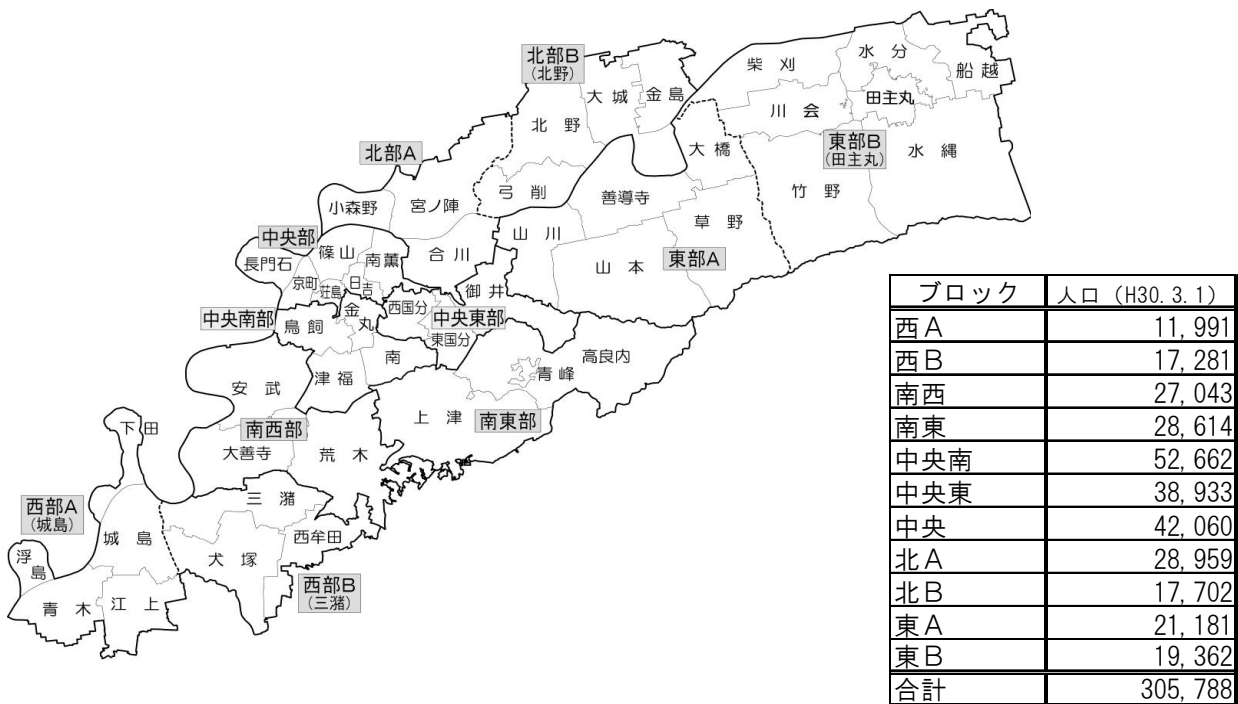 北部B
(北野)
大城
金島
北野
柴刈
水分
船越
川会
田主丸
東部B
(田主丸)
大橋
水縄
竹野
北部A
弓削
善導寺
小森野
宮ノ陣
草野
山川
中央部
篠山
南薫
合川
長門石
山本
東部A
京町
荘島
日吉
御井
金丸
西国分
中央東部
中央南部
鳥飼
東国分
南
高良内
青峰
安武
津福
上津
南東部
下田
南西部
大善寺
荒木
三潴
西部A
(城島)
城島
西牟田
犬塚
浮島
西部B
(三潴)
青木
江上
ブロック 人口(H30.3.1)
西A 11,991
西B 17,281
南西 27,043
南東 28,614
中央南 52,662
中央東 38,933
中央 42,060
北A 28,959
北B 17,702
東A 21,181
東B 19,362
合計 305,788